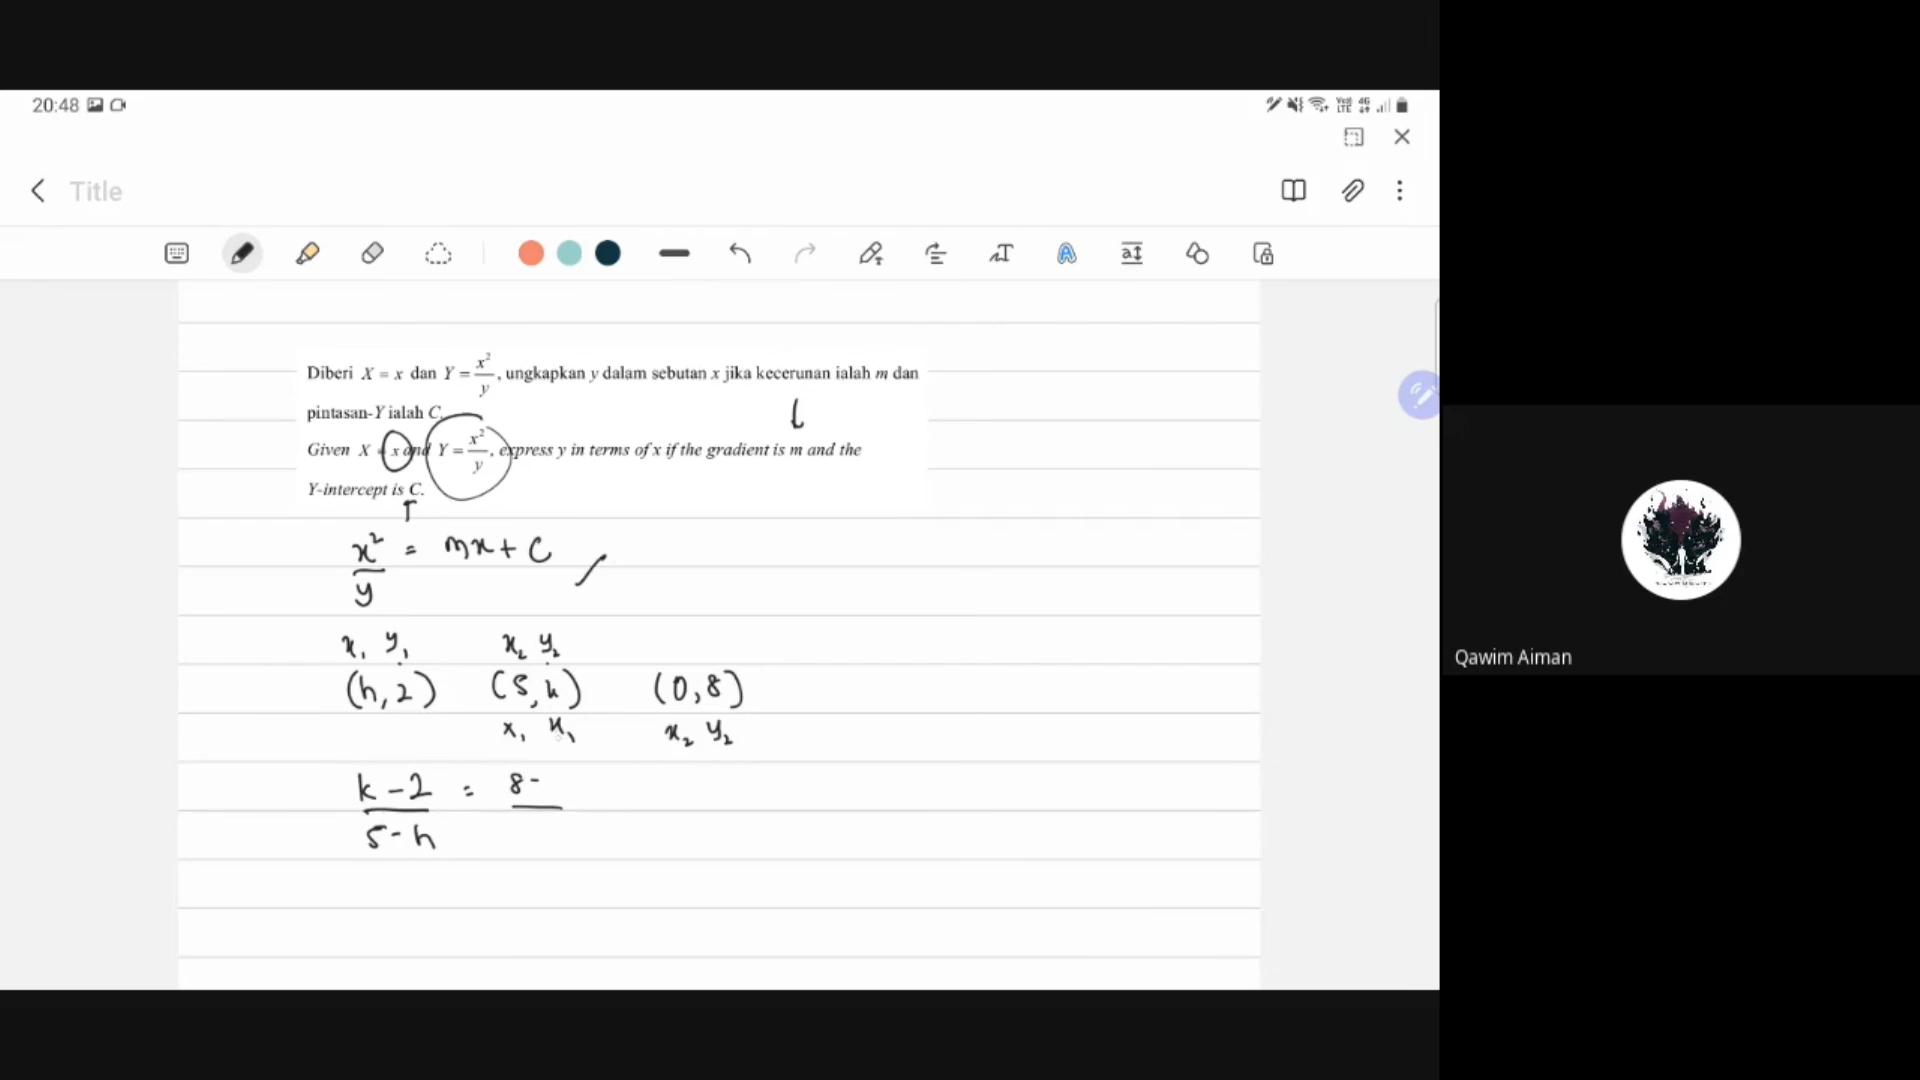 20:48
Title
Diberi X = x dan Y = x²/y, ungkapkan y dalam sebutan x jika kecerunan ialah m dan
pintasan-Y ialah C.
Given X = x and Y = x²/y, express y in terms of x if the gradient is m and the
Y-intercept is C.
x²/y = mx + C
x₁ y₁ x₂ y₂
(h, 2) (5, k) (0, 8)
x₁ x₂ y₂
k - 2 / 5 - h = 8 -
Qawim Aiman